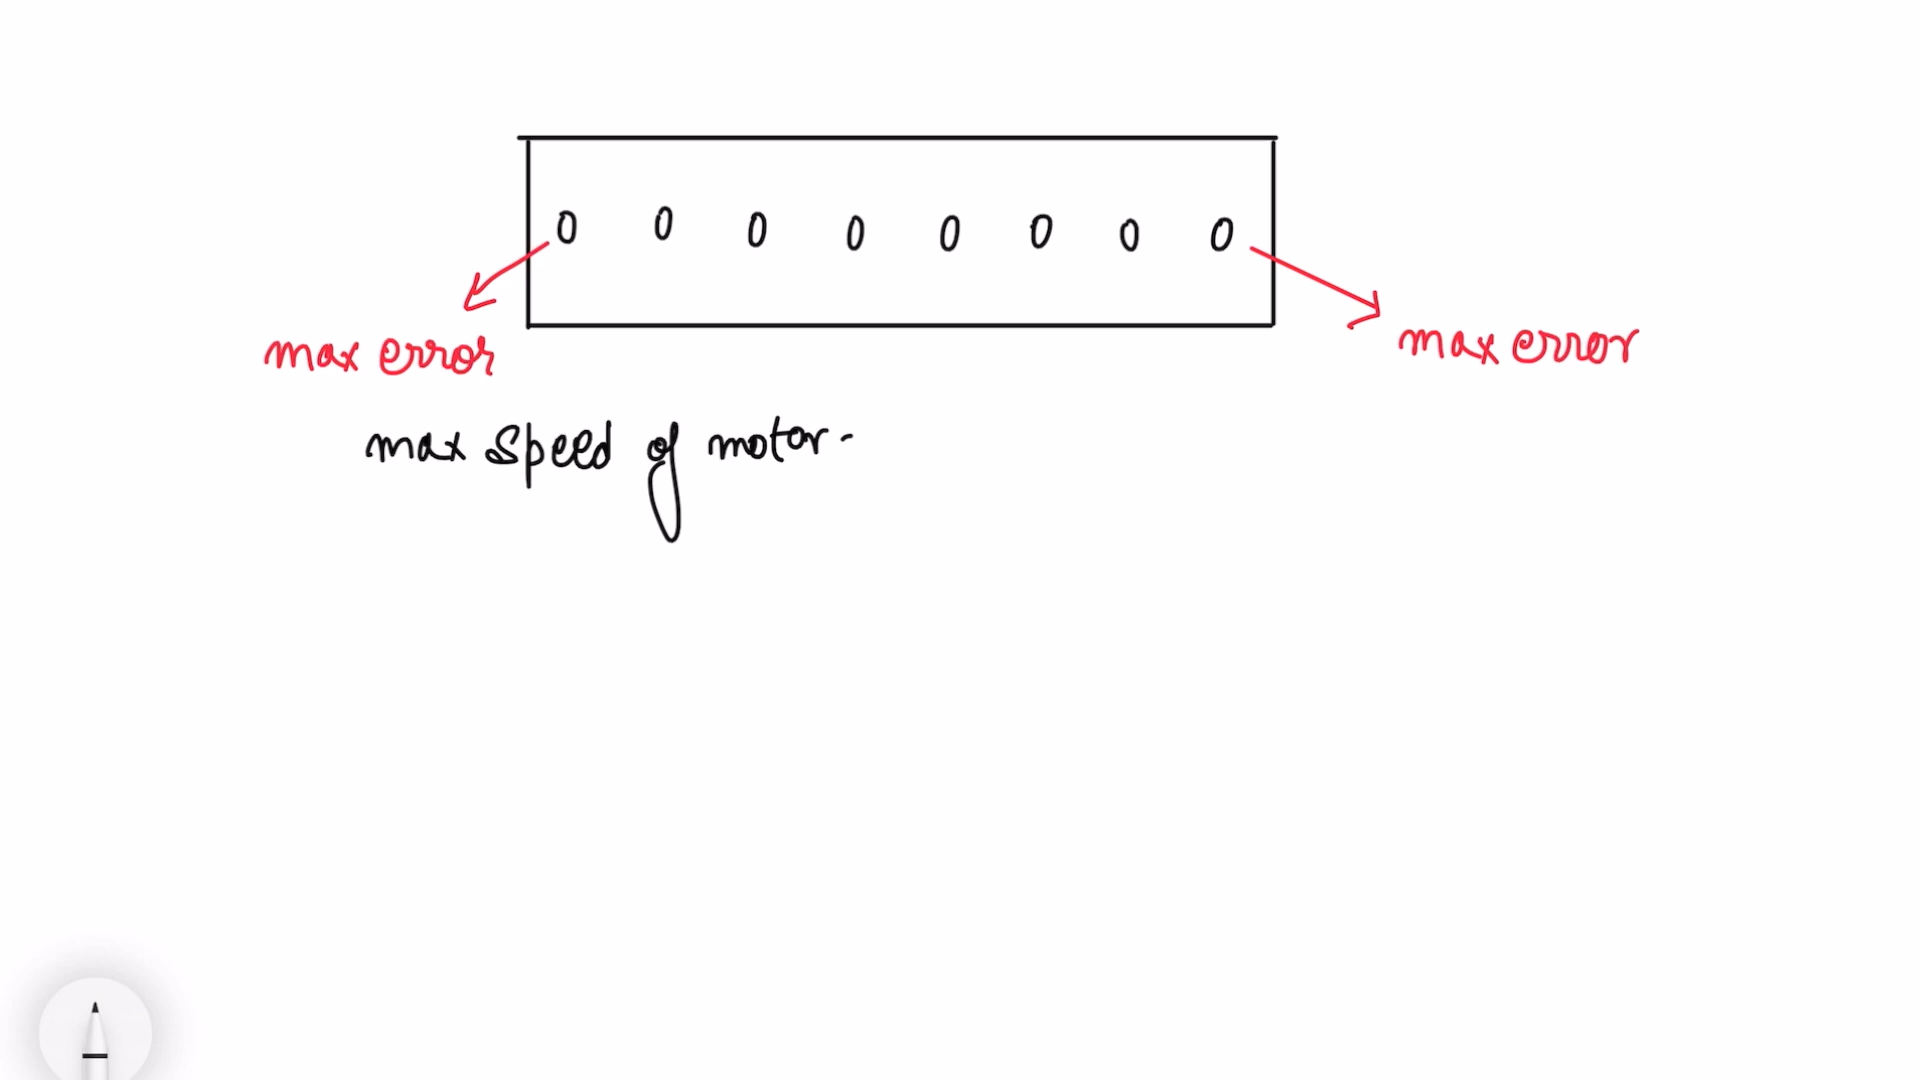 0 0 0 0 0 0 0 0
max error
max error
max speed of motor -